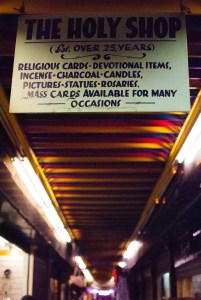 THE HOLY SHOP
(Est. OVER 25 YEARS)
RELIGIOUS CARDS-DEVOTIONAL ITEMS,
INCENSE-CHARCOAL-CANDLES,
PICTURES-STATUES-ROSARIES,
MASS CARDS AVAILABLE FOR MANY
OCCASIONS